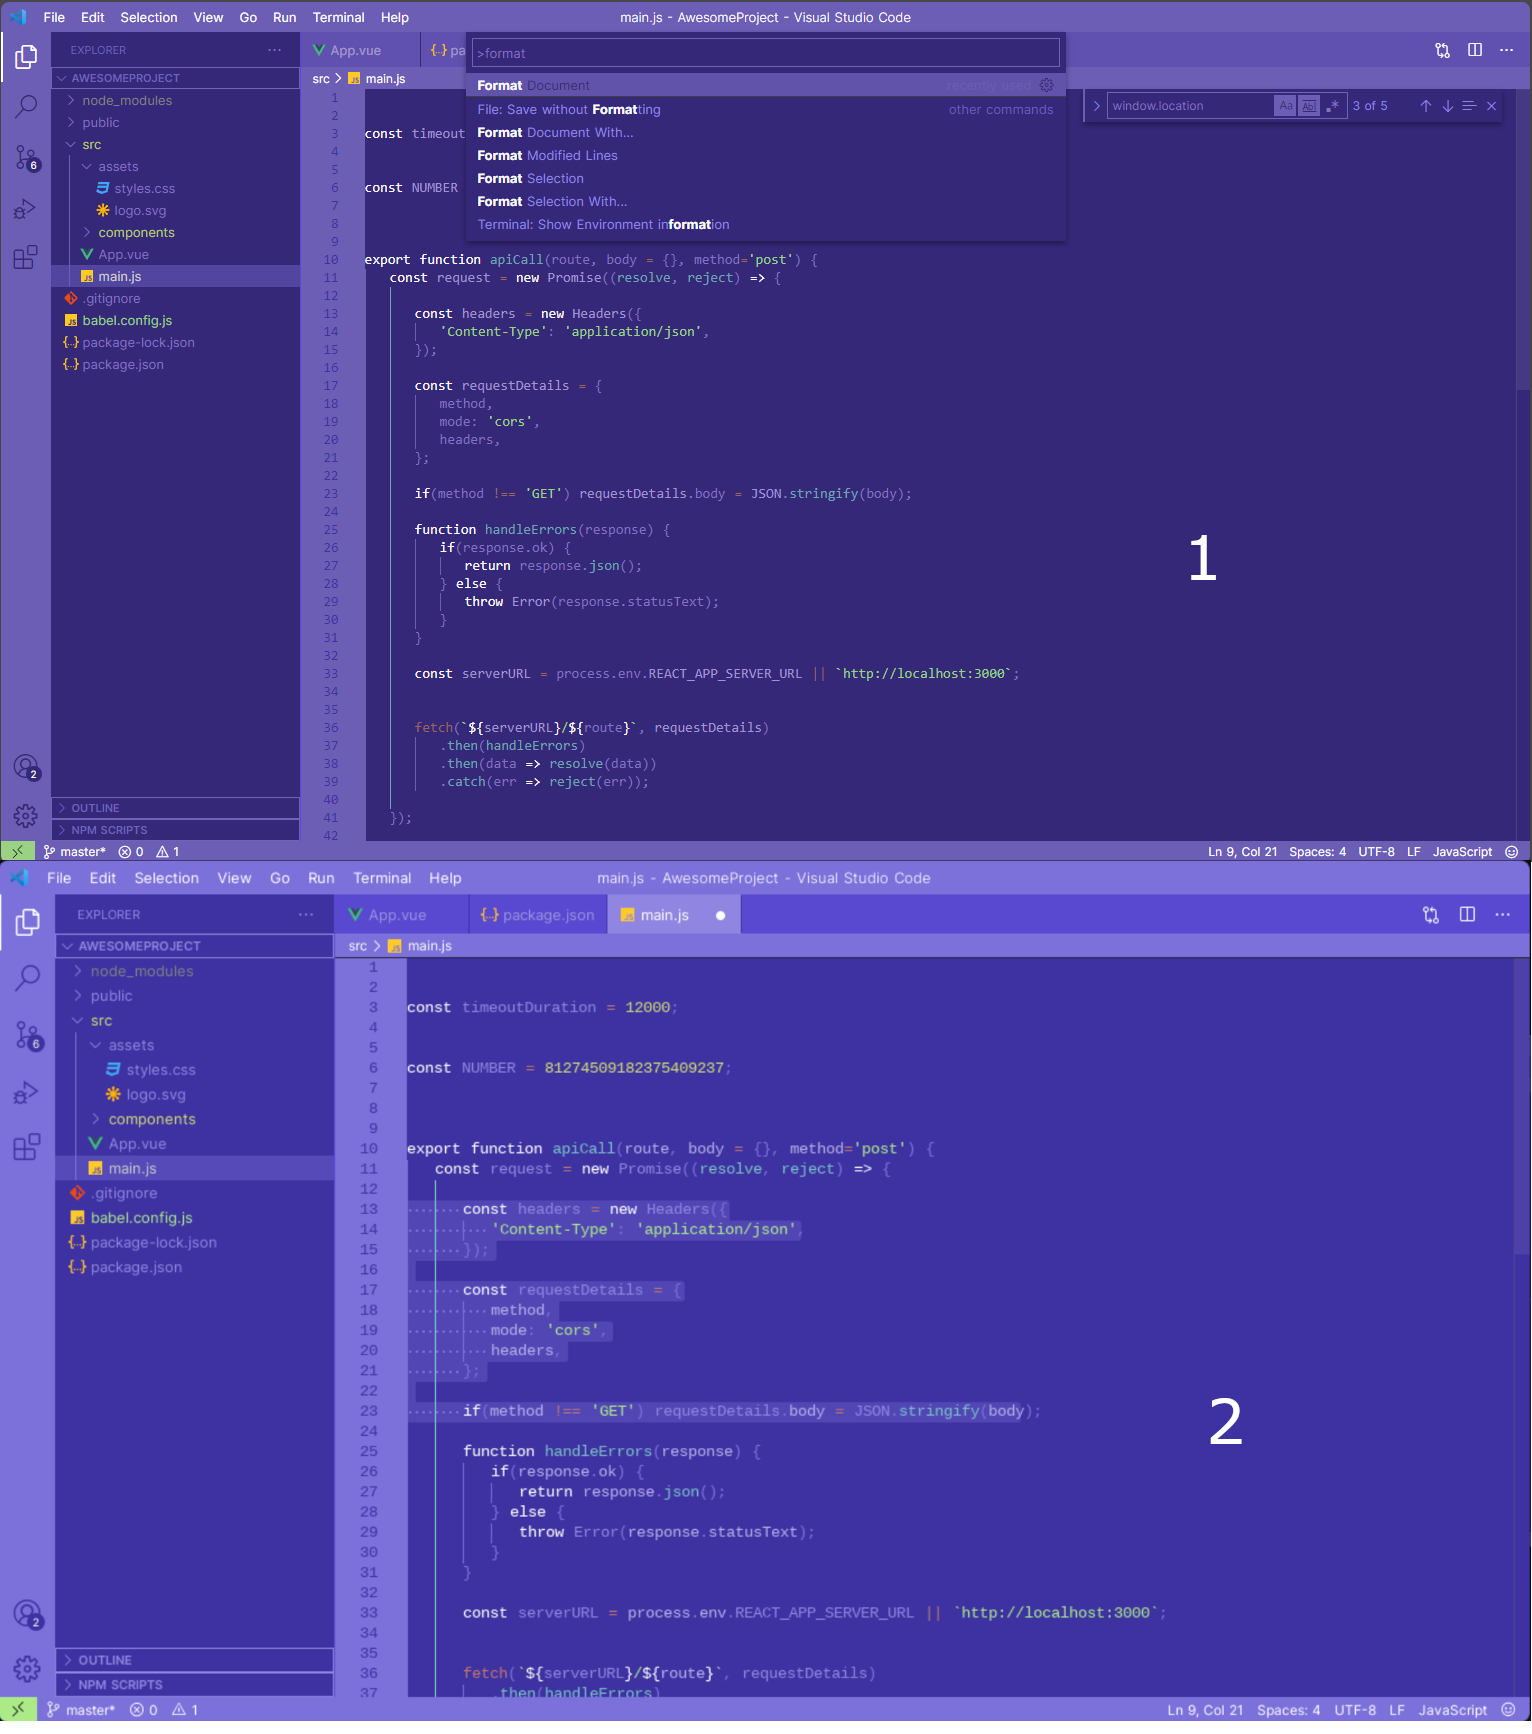 File Edit Selection View Go Run Terminal Help main.js - AwesomeProject - Visual Studio Code
EXPLORER ···
AWESOMEPROJECT
node_modules
public
src
assets
styles.css
logo.svg
components
App.vue
main.js
.gitignore
babel.config.js
package-lock.json
package.json
OUTLINE
NPM SCRIPTS
6
2
App.vue {..} pa
src > JS main.js
>format
Format Document recently used
File: Save without Formatting other commands
Format Document With...
Format Modified Lines
Format Selection
Format Selection With...
Terminal: Show Environment information
window.location Aa Ab .* 3 of 5
1
2
3 const timeout
4
5
6 const NUMBER
7
8
9
10 export function apiCall(route, body = {}, method='post') {
11 const request = new Promise((resolve, reject) => {
12
13 const headers = new Headers({
14 'Content-Type': 'application/json',
15 });
16
17 const requestDetails = {
18 method,
19 mode: 'cors',
20 headers,
21 };
22
23 if(method !== 'GET') requestDetails.body = JSON.stringify(body);
24
25 function handleErrors(response) {
26 if(response.ok) {
27 return response.json();
28 } else {
29 throw Error(response.statusText);
30 }
31 }
32
33 const serverURL = process.env.REACT_APP_SERVER_URL || `http://localhost:3000`;
34
35
36 fetch(`${serverURL}/${route}`, requestDetails)
37 .then(handleErrors)
38 .then(data => resolve(data))
39 .catch(err => reject(err));
40
41 });
42
1
master* 0 1 Ln 9, Col 21 Spaces: 4 UTF-8 LF JavaScript
File Edit Selection View Go Run Terminal Help main.js - AwesomeProject - Visual Studio Code
EXPLORER ···
AWESOMEPROJECT
node_modules
public
src
assets
styles.css
logo.svg
components
App.vue
main.js
.gitignore
babel.config.js
package-lock.json
package.json
OUTLINE
NPM SCRIPTS
6
2
App.vue {..} package.json JS main.js
src > JS main.js
1
2
3 const timeoutDuration = 12000;
4
5
6 const NUMBER = 81274509182375409237;
7
8
9
10 export function apiCall(route, body = {}, method='post') {
11 const request = new Promise((resolve, reject) => {
12
13 const headers = new Headers({
14 'Content-Type': 'application/json',
15 });
16
17 const requestDetails = {
18 method,
19 mode: 'cors',
20 headers,
21 };
22
23 if(method !== 'GET') requestDetails.body = JSON.stringify(body);
24
25 function handleErrors(response) {
26 if(response.ok) {
27 return response.json();
28 } else {
29 throw Error(response.statusText);
30 }
31 }
32
33 const serverURL = process.env.REACT_APP_SERVER_URL || `http://localhost:3000`;
34
35
36 fetch(`${serverURL}/${route}`, requestDetails)
37 .then(handleErrors)
2
master* 0 1 Ln 9, Col 21 Spaces: 4 UTF-8 LF JavaScript